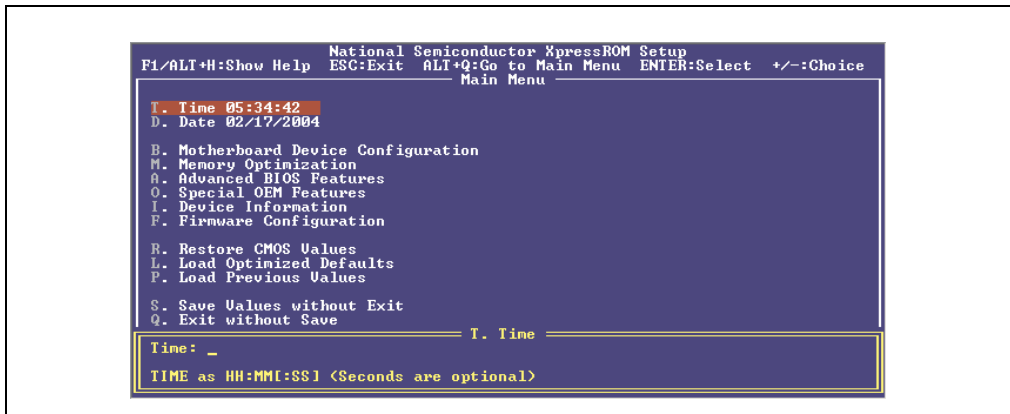 National Semiconductor XpressROM Setup
F1/ALT+H:Show Help ESC:Exit ALT+Q:Go to Main Menu ENTER:Select +/-:Choice
Main Menu
T. Time 05:34:42
D. Date 02/17/2004
B. Motherboard Device Configuration
M. Memory Optimization
A. Advanced BIOS Features
O. Special OEM Features
I. Device Information
F. Firmware Configuration
R. Restore CMOS Values
L. Load Optimized Defaults
P. Load Previous Values
S. Save Values without Exit
Q. Exit without Save
T. Time
Time: _
TIME as HH:MM[:SS] (Seconds are optional)